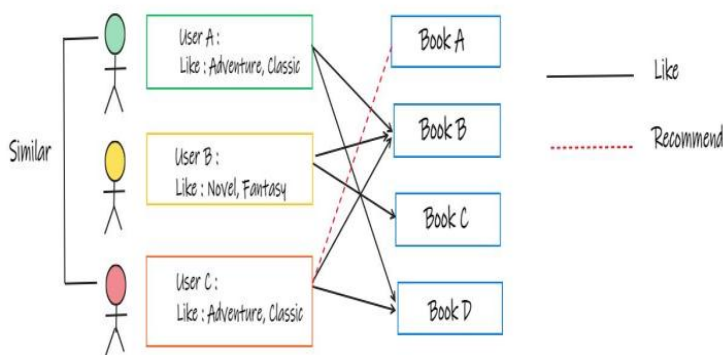 Similar
User A :
Like : Adventure, Classic
User B :
Like : Novel, Fantasy
User C :
Like : Adventure, Classic
Book A
Book B
Book C
Book D
Like
Recommend